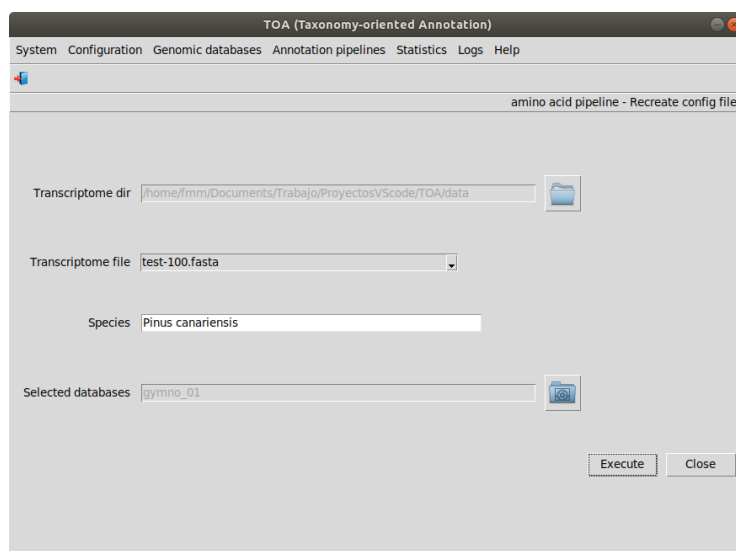 TOA (Taxonomy-oriented Annotation)
System Configuration Genomic databases Annotation pipelines Statistics Logs Help
amino acid pipeline - Recreate config file
Transcriptome dir /home/fmm/Documents/Trabajo/ProyectosVScode/TOA/data
Transcriptome file test-100.fasta
Species Pinus canariensis
Selected databases gymno_01
Execute Close